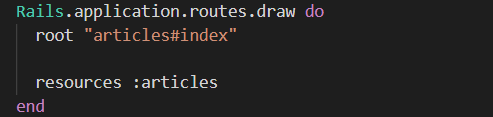 Rails.application.routes.draw do
  root "articles#index"

  resources :articles
end